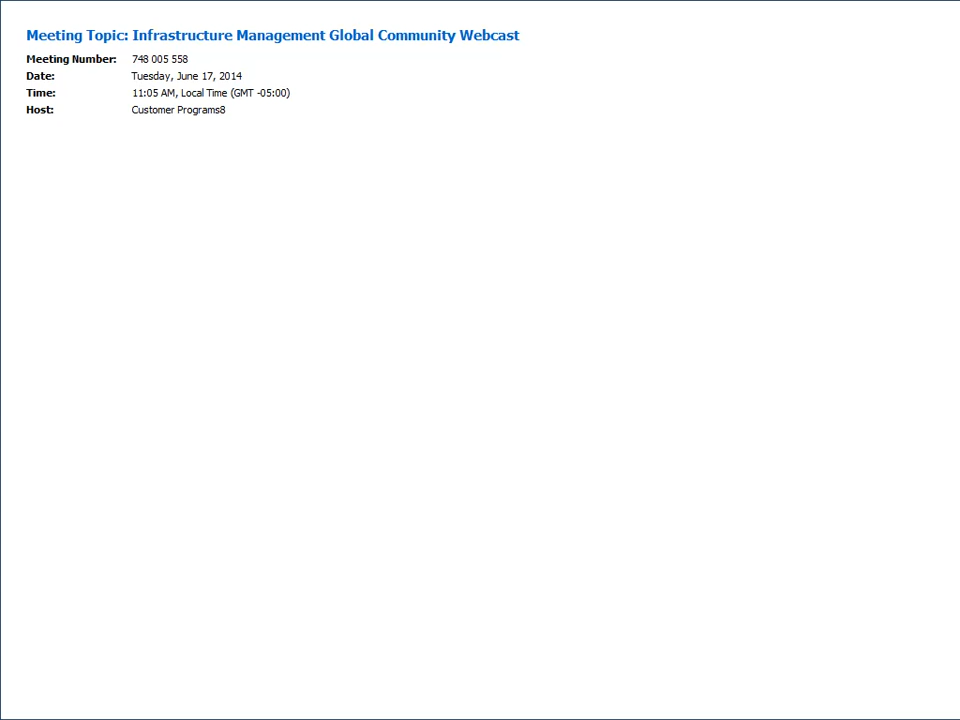 Meeting Topic: Infrastructure Management Global Community Webcast
Meeting Number: 748 005 558
Date: Tuesday, June 17, 2014
Time: 11:05 AM, Local Time (GMT -05:00)
Host: Customer Programs8